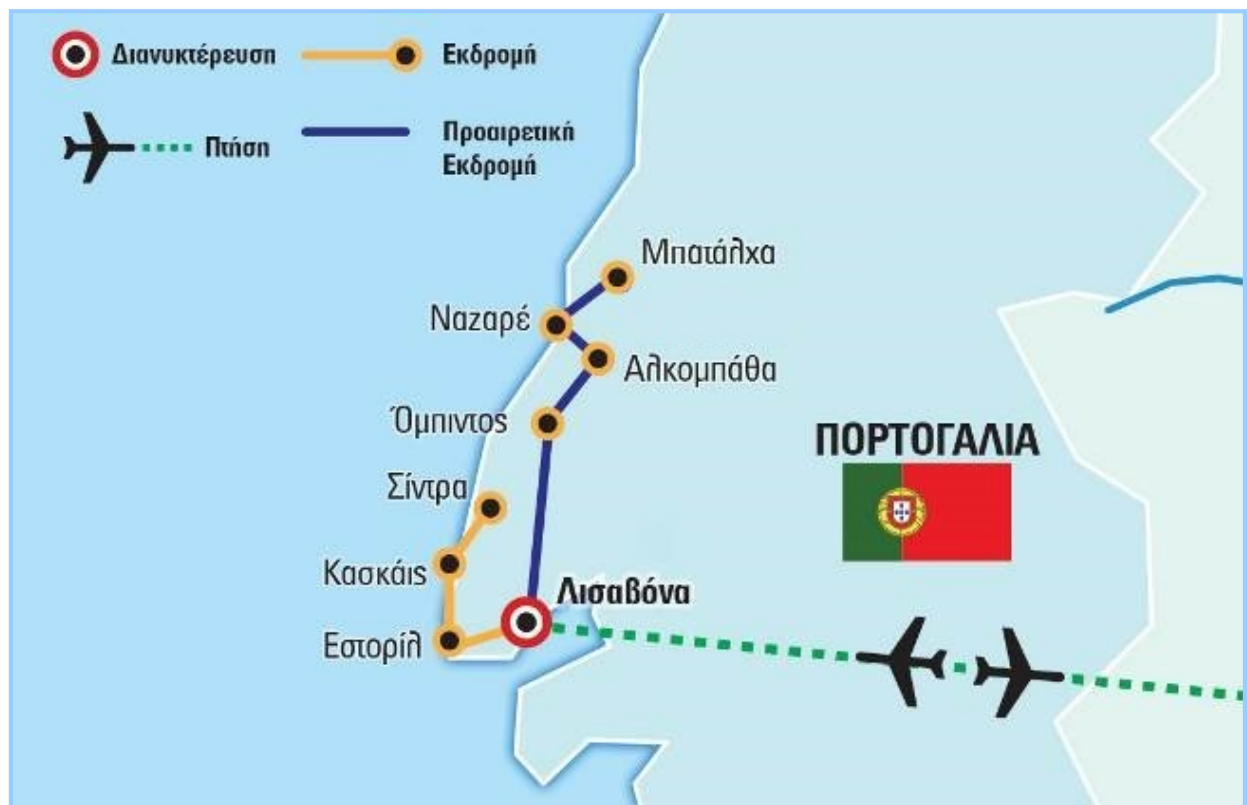 Διανυκτέρευση
Εκδρομή
Πτήση
Προαιρετική
Εκδρομή
Μπατάλχα
Ναζαρέ
Αλκομπάθα
Όμπιντος
ΠΟΡΤΟΓΑΛΙΑ
Σίντρα
Κασκάις
Λισαβόνα
Εστορίλ